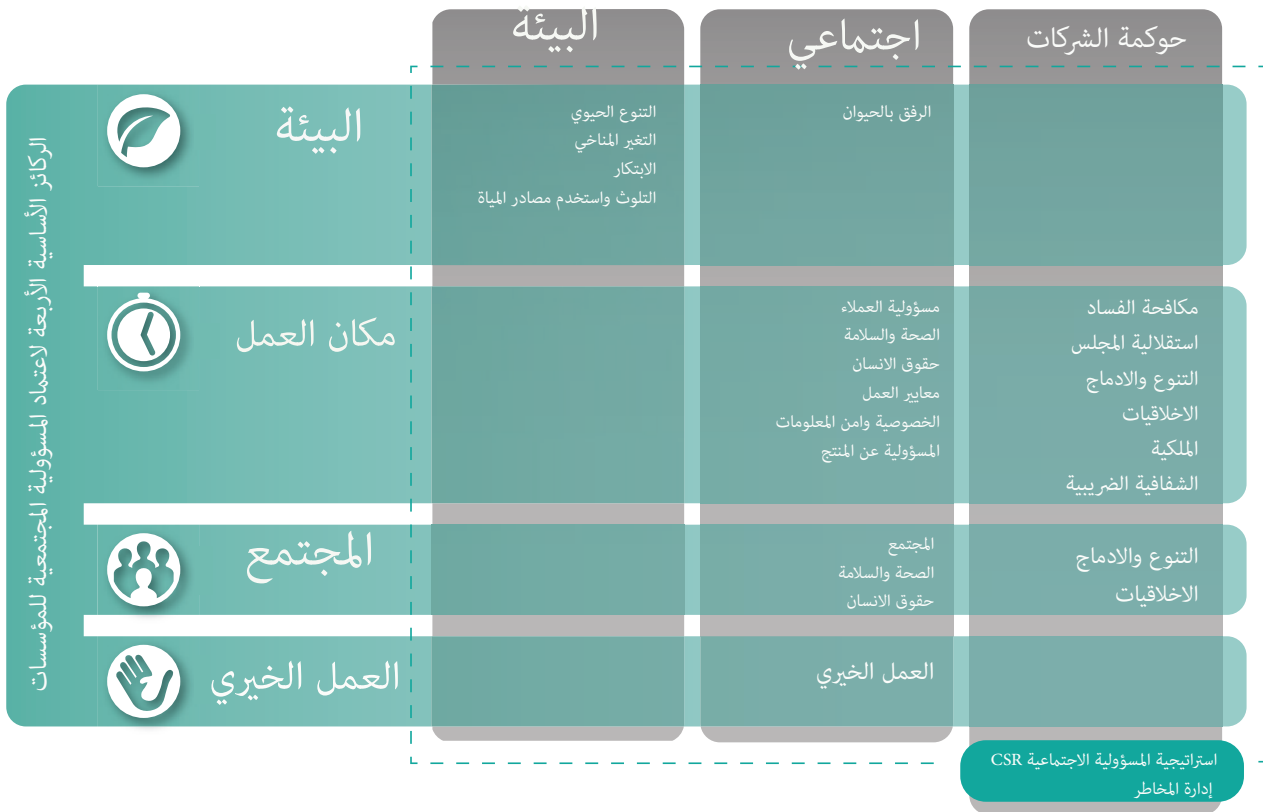 حوكمة الشركات
اجتماعي
البيئة
الركائز الأساسية الأربعة لاعتماد المسؤولية المجتمعية للمؤسسات
البيئة
التنوع الحيوي
التغير المناخي
الابتكار
التلوث واستخدم مصادر المياة
الرفق بالحيوان
مكان العمل
مسؤولية العملاء
الصحة والسلامة
حقوق الانسان
معايير العمل
الخصوصية وامن المعلومات
المسؤولية عن المنتج
مكافحة الفساد
استقلالية المجلس
التنوع والادماج
الاخلاقيات
الملكية
الشفافية الضريبية
المجتمع
المجتمع
الصحة والسلامة
حقوق الانسان
التنوع والادماج
الاخلاقيات
العمل الخيري
العمل الخيري
استراتيجية المسؤولية الاجتماعية CSR
إدارة المخاطر